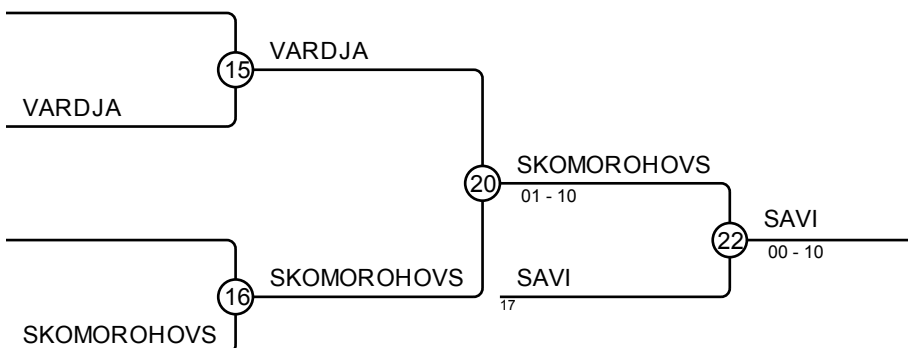 VARDJA
15
VARDJA
SKOMOROHOVS
20
01 - 10
SAVI
22
00 - 10
SKOMOROHOVS
SAVI
16
17
SKOMOROHOVS